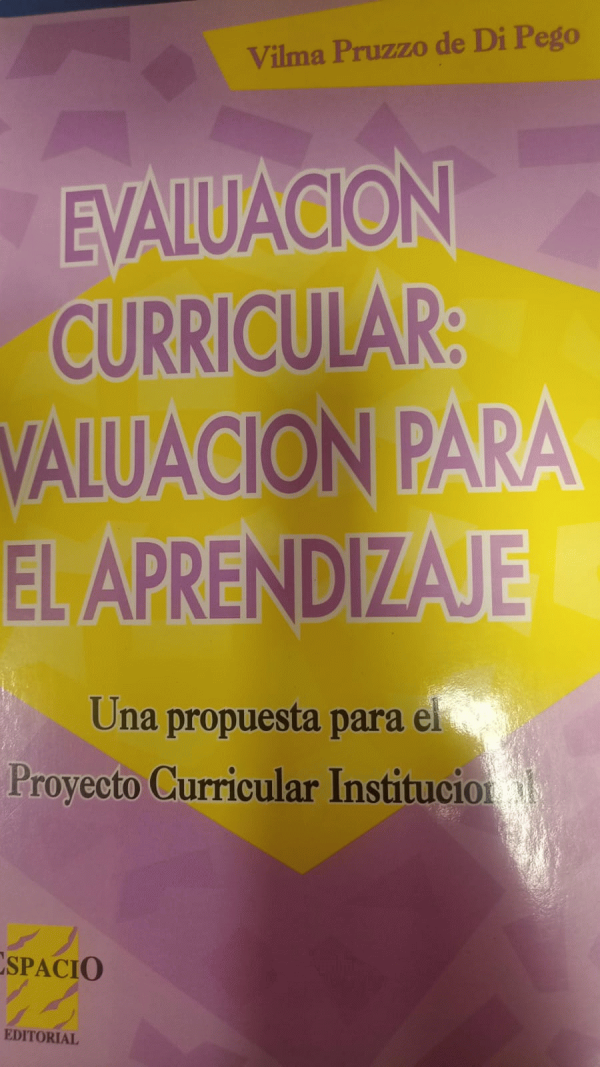 Vilma Pruzzo de Di Pego
EVALUACION
CURRICULAR:
VALUACION PARA
EL APRENDIZAJE
Una propuesta para el
Proyecto Curricular Institucional
ESPACIO
EDITORIAL